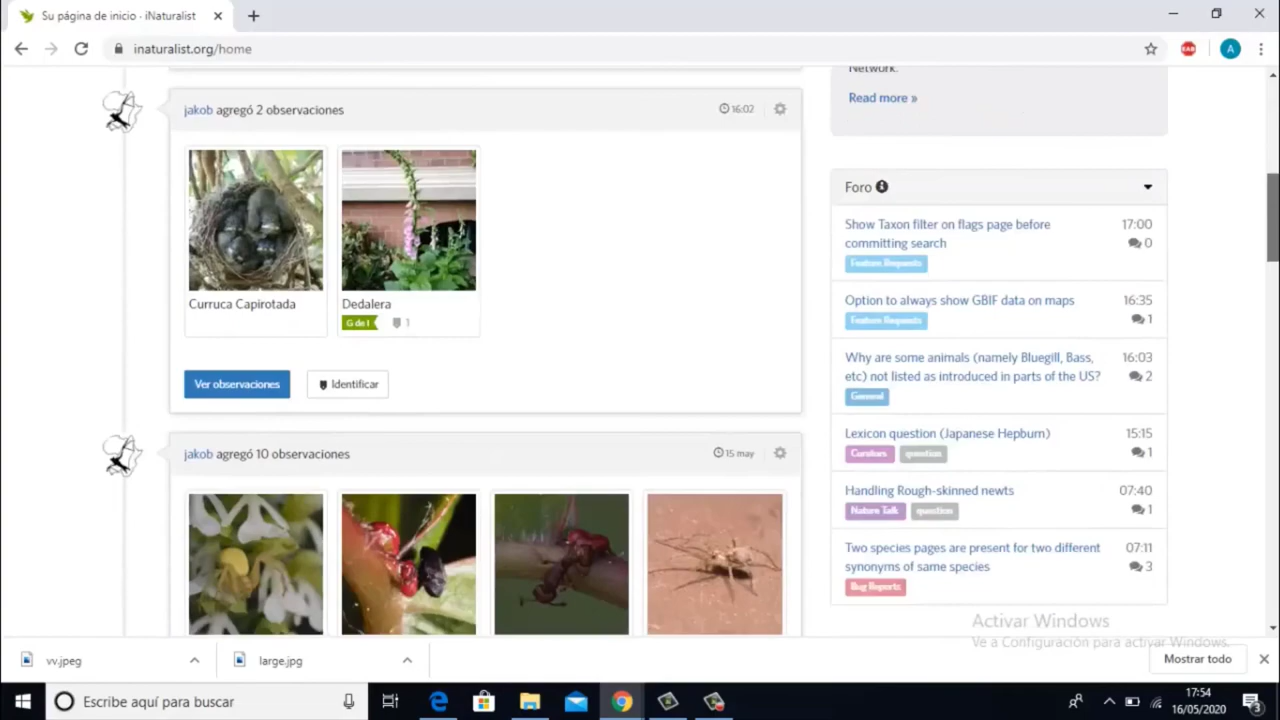 Su página de inicio - iNaturalist
inaturalist.org/home
EAB
A
Network.
Read more »
jakob agregó 2 observaciones
16:02
Curruca Capirotada
Dedalera
G de I
1
Ver observaciones
Identificar
jakob agregó 10 observaciones
15 may
Foro
Show Taxon filter on flags page before
committing search
17:00
0
Feature Requests
Option to always show GBIF data on maps
16:35
1
Feature Requests
Why are some animals (namely Bluegill, Bass,
etc) not listed as introduced in parts of the US?
16:03
2
General
Lexicon question (Japanese Hepburn)
15:15
1
Curators
question
Handling Rough-skinned newts
07:40
1
Nature Talk
question
Two species pages are present for two different
synonyms of same species
07:11
3
Bug Reports
Activar Windows
Ve a Configuración para activar Windows.
vv.jpeg
large.jpg
Mostrar todo
Escribe aquí para buscar
17:54
16/05/2020
3